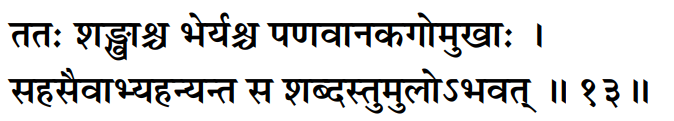 ततः शङ्खाश्च भेर्यश्च पणवानकगोमुखाः ।
सहसैवाभ्यहन्यन्त स शब्दस्तुमुलोऽभवत् ॥ १३॥